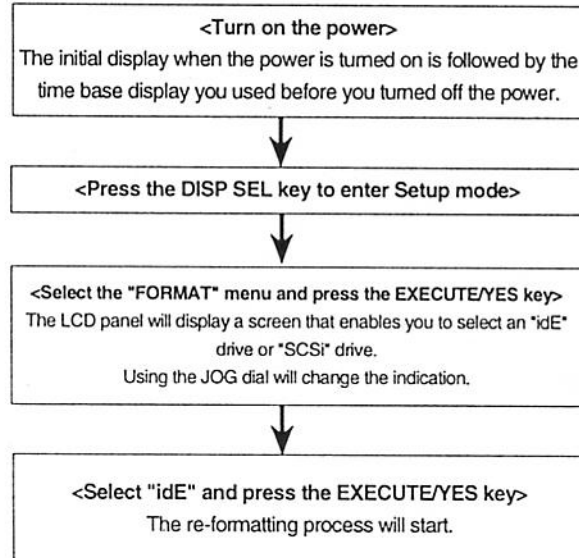 <Turn on the power>
The initial display when the power is turned on is followed by the
time base display you used before you turned off the power.
<Press the DISP SEL key to enter Setup mode>
<Select the "FORMAT" menu and press the EXECUTE/YES key>
The LCD panel will display a screen that enables you to select an "idE"
drive or "SCSi" drive.
Using the JOG dial will change the indication.
<Select "idE" and press the EXECUTE/YES key>
The re-formatting process will start.